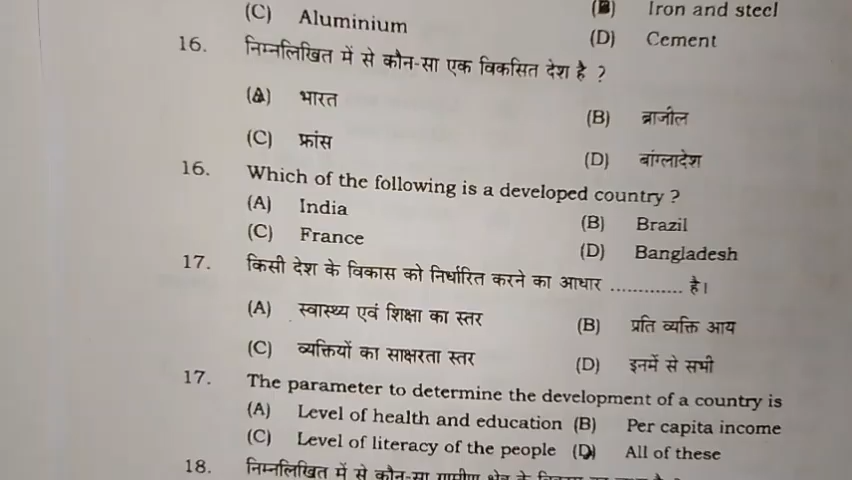 (C) Aluminium
(B) Iron and steel
(D) Cement
16. निम्नलिखित में से कौन-सा एक विकसित देश है ?
(A) भारत
(B) ब्राजील
(C) फ्रांस
(D) बांग्लादेश
16. Which of the following is a developed country ?
(A) India
(B) Brazil
(C) France
(D) Bangladesh
17. किसी देश के विकास को निर्धारित करने का आधार ............. है।
(A) स्वास्थ्य एवं शिक्षा का स्तर
(B) प्रति व्यक्ति आय
(C) व्यक्तियों का साक्षरता स्तर
(D) इनमें से सभी
17. The parameter to determine the development of a country is
(A) Level of health and education (B) Per capita income
(C) Level of literacy of the people (D) All of these
18. निम्नलिखित में से कौन-सा ग्रामीण क्षेत्र के